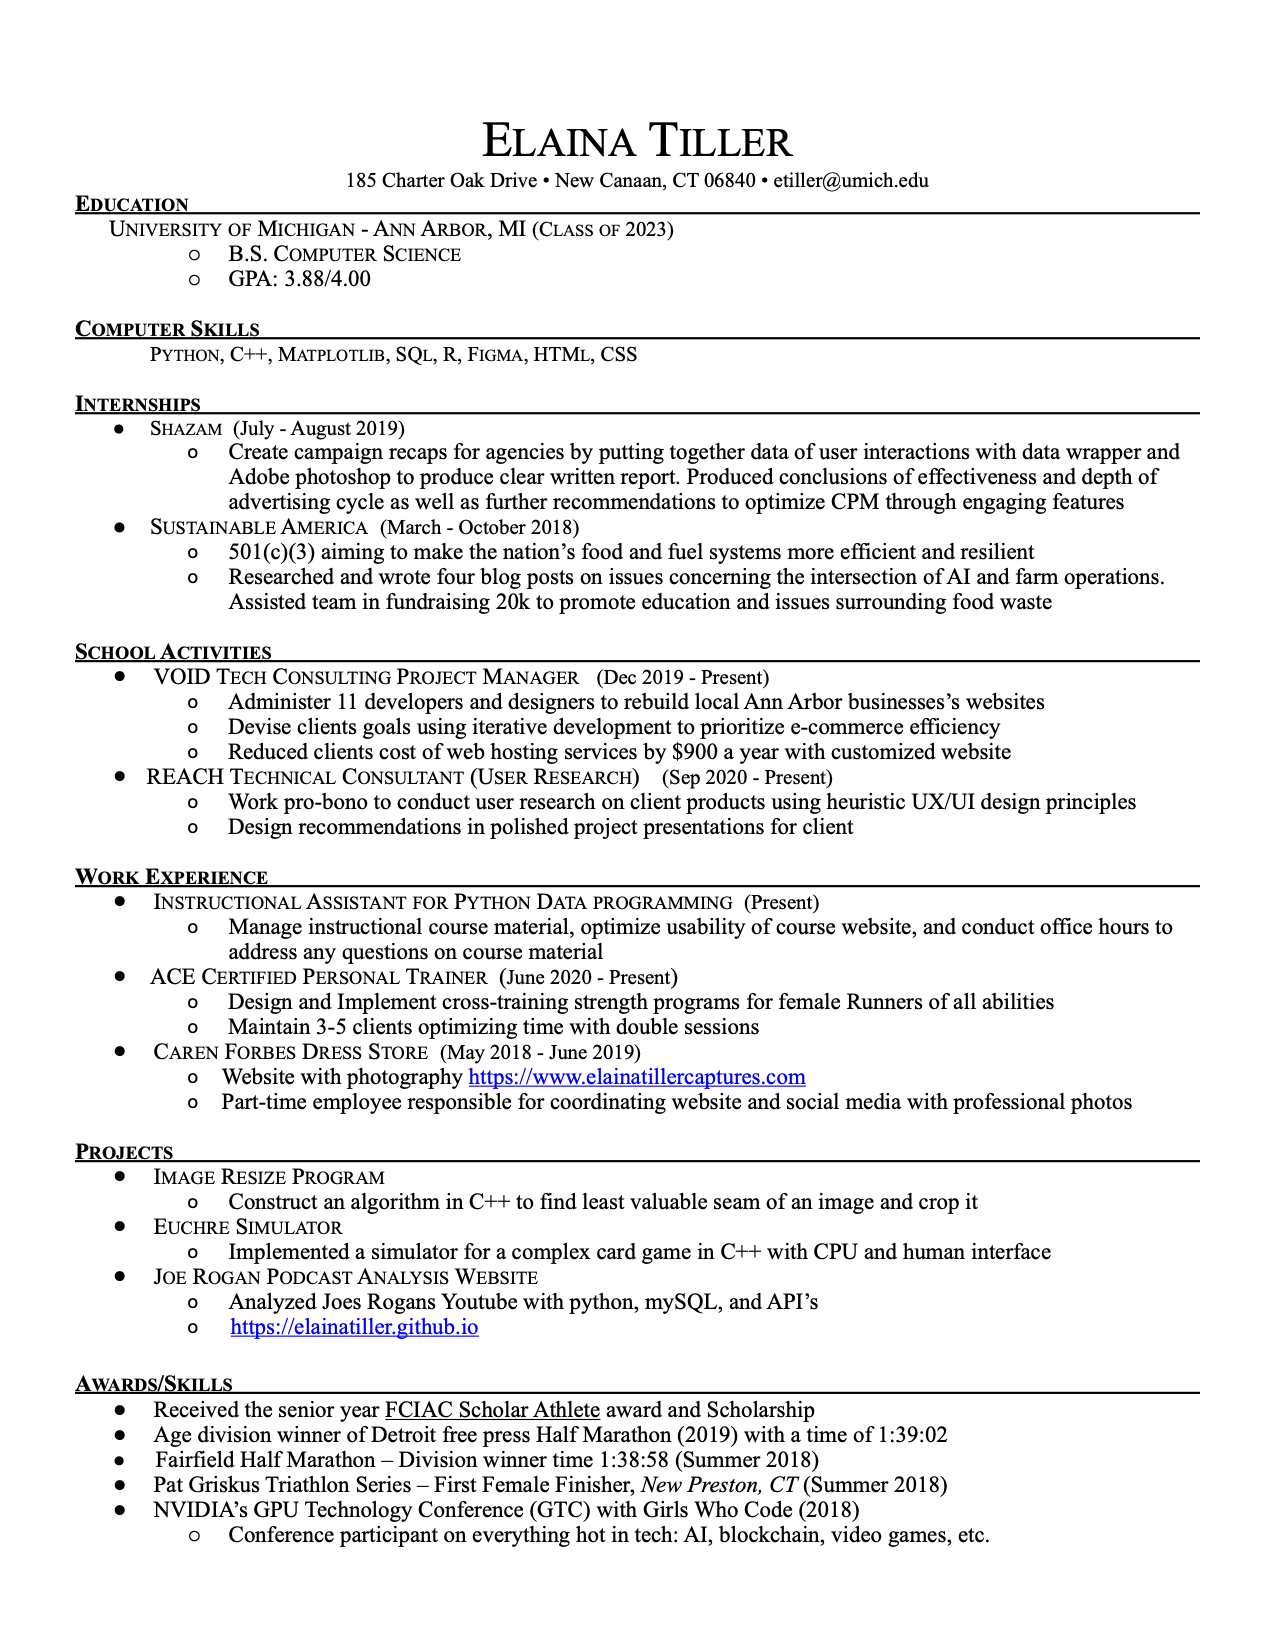 ELAINA TILLER
185 Charter Oak Drive • New Canaan, CT 06840 • etiller@umich.edu
EDUCATION
UNIVERSITY OF MICHIGAN - ANN ARBOR, MI (CLASS OF 2023)
○ B.S. COMPUTER SCIENCE
○ GPA: 3.88/4.00
COMPUTER SKILLS
PYTHON, C++, MATPLOTLIB, SQL, R, FIGMA, HTML, CSS
INTERNSHIPS
● SHAZAM (July - August 2019)
o Create campaign recaps for agencies by putting together data of user interactions with data wrapper and
Adobe photoshop to produce clear written report. Produced conclusions of effectiveness and depth of
advertising cycle as well as further recommendations to optimize CPM through engaging features
● SUSTAINABLE AMERICA (March - October 2018)
o 501(c)(3) aiming to make the nation’s food and fuel systems more efficient and resilient
o Researched and wrote four blog posts on issues concerning the intersection of AI and farm operations.
Assisted team in fundraising 20k to promote education and issues surrounding food waste
SCHOOL ACTIVITIES
● VOID TECH CONSULTING PROJECT MANAGER (Dec 2019 - Present)
o Administer 11 developers and designers to rebuild local Ann Arbor businesses’s websites
o Devise clients goals using iterative development to prioritize e-commerce efficiency
o Reduced clients cost of web hosting services by $900 a year with customized website
● REACH TECHNICAL CONSULTANT (USER RESEARCH) (Sep 2020 - Present)
o Work pro-bono to conduct user research on client products using heuristic UX/UI design principles
o Design recommendations in polished project presentations for client
WORK EXPERIENCE
● INSTRUCTIONAL ASSISTANT FOR PYTHON DATA PROGRAMMING (Present)
o Manage instructional course material, optimize usability of course website, and conduct office hours to
address any questions on course material
● ACE CERTIFIED PERSONAL TRAINER (June 2020 - Present)
o Design and Implement cross-training strength programs for female Runners of all abilities
o Maintain 3-5 clients optimizing time with double sessions
● CAREN FORBES DRESS STORE (May 2018 - June 2019)
o Website with photography https://www.elainatillercaptures.com
o Part-time employee responsible for coordinating website and social media with professional photos
PROJECTS
● IMAGE RESIZE PROGRAM
o Construct an algorithm in C++ to find least valuable seam of an image and crop it
● EUCHRE SIMULATOR
o Implemented a simulator for a complex card game in C++ with CPU and human interface
● JOE ROGAN PODCAST ANALYSIS WEBSITE
o Analyzed Joes Rogans Youtube with python, mySQL, and API’s
o https://elainatiller.github.io
AWARDS/SKILLS
● Received the senior year FCIAC Scholar Athlete award and Scholarship
● Age division winner of Detroit free press Half Marathon (2019) with a time of 1:39:02
● Fairfield Half Marathon – Division winner time 1:38:58 (Summer 2018)
● Pat Griskus Triathlon Series – First Female Finisher, New Preston, CT (Summer 2018)
● NVIDIA’s GPU Technology Conference (GTC) with Girls Who Code (2018)
○ Conference participant on everything hot in tech: AI, blockchain, video games, etc.